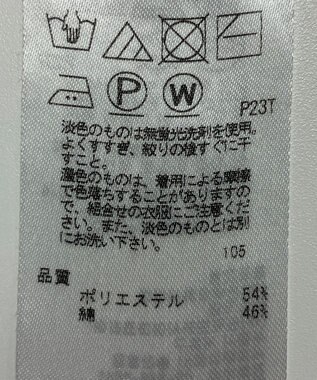 P
W
P23T
淡色のものは無蛍光洗剤を使用。
よくすすぎ、絞りの後すぐに干
すこと。
濃色のものは、着用による摩擦
で色落ちすることがありますの
で、組合せの衣服にご注意くだ
さい。また、淡色のものとは別
にお洗い下さい。
105
品質
ポリエステル 54%
綿 46%